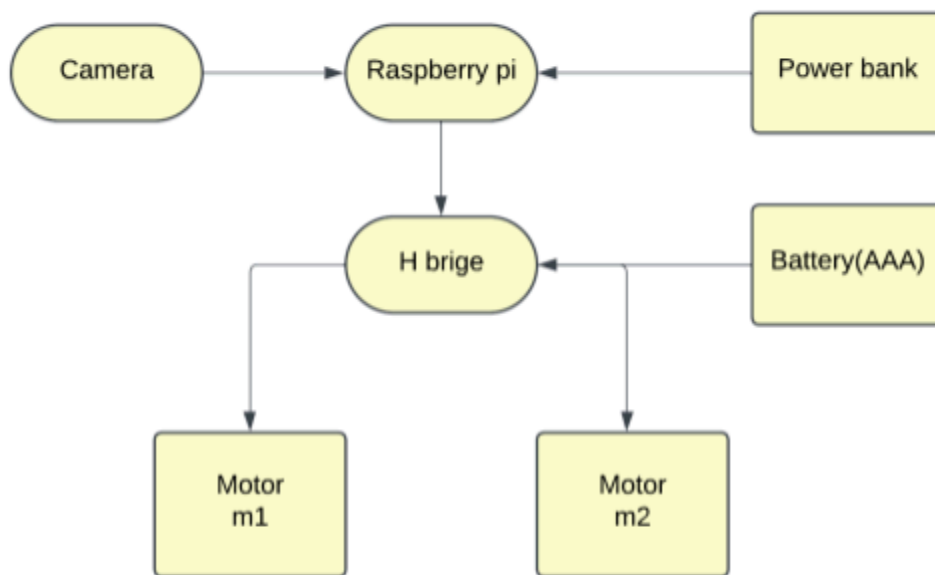 Camera
Raspberry pi
Power bank
H brige
Battery(AAA)
Motor
m1
Motor
m2